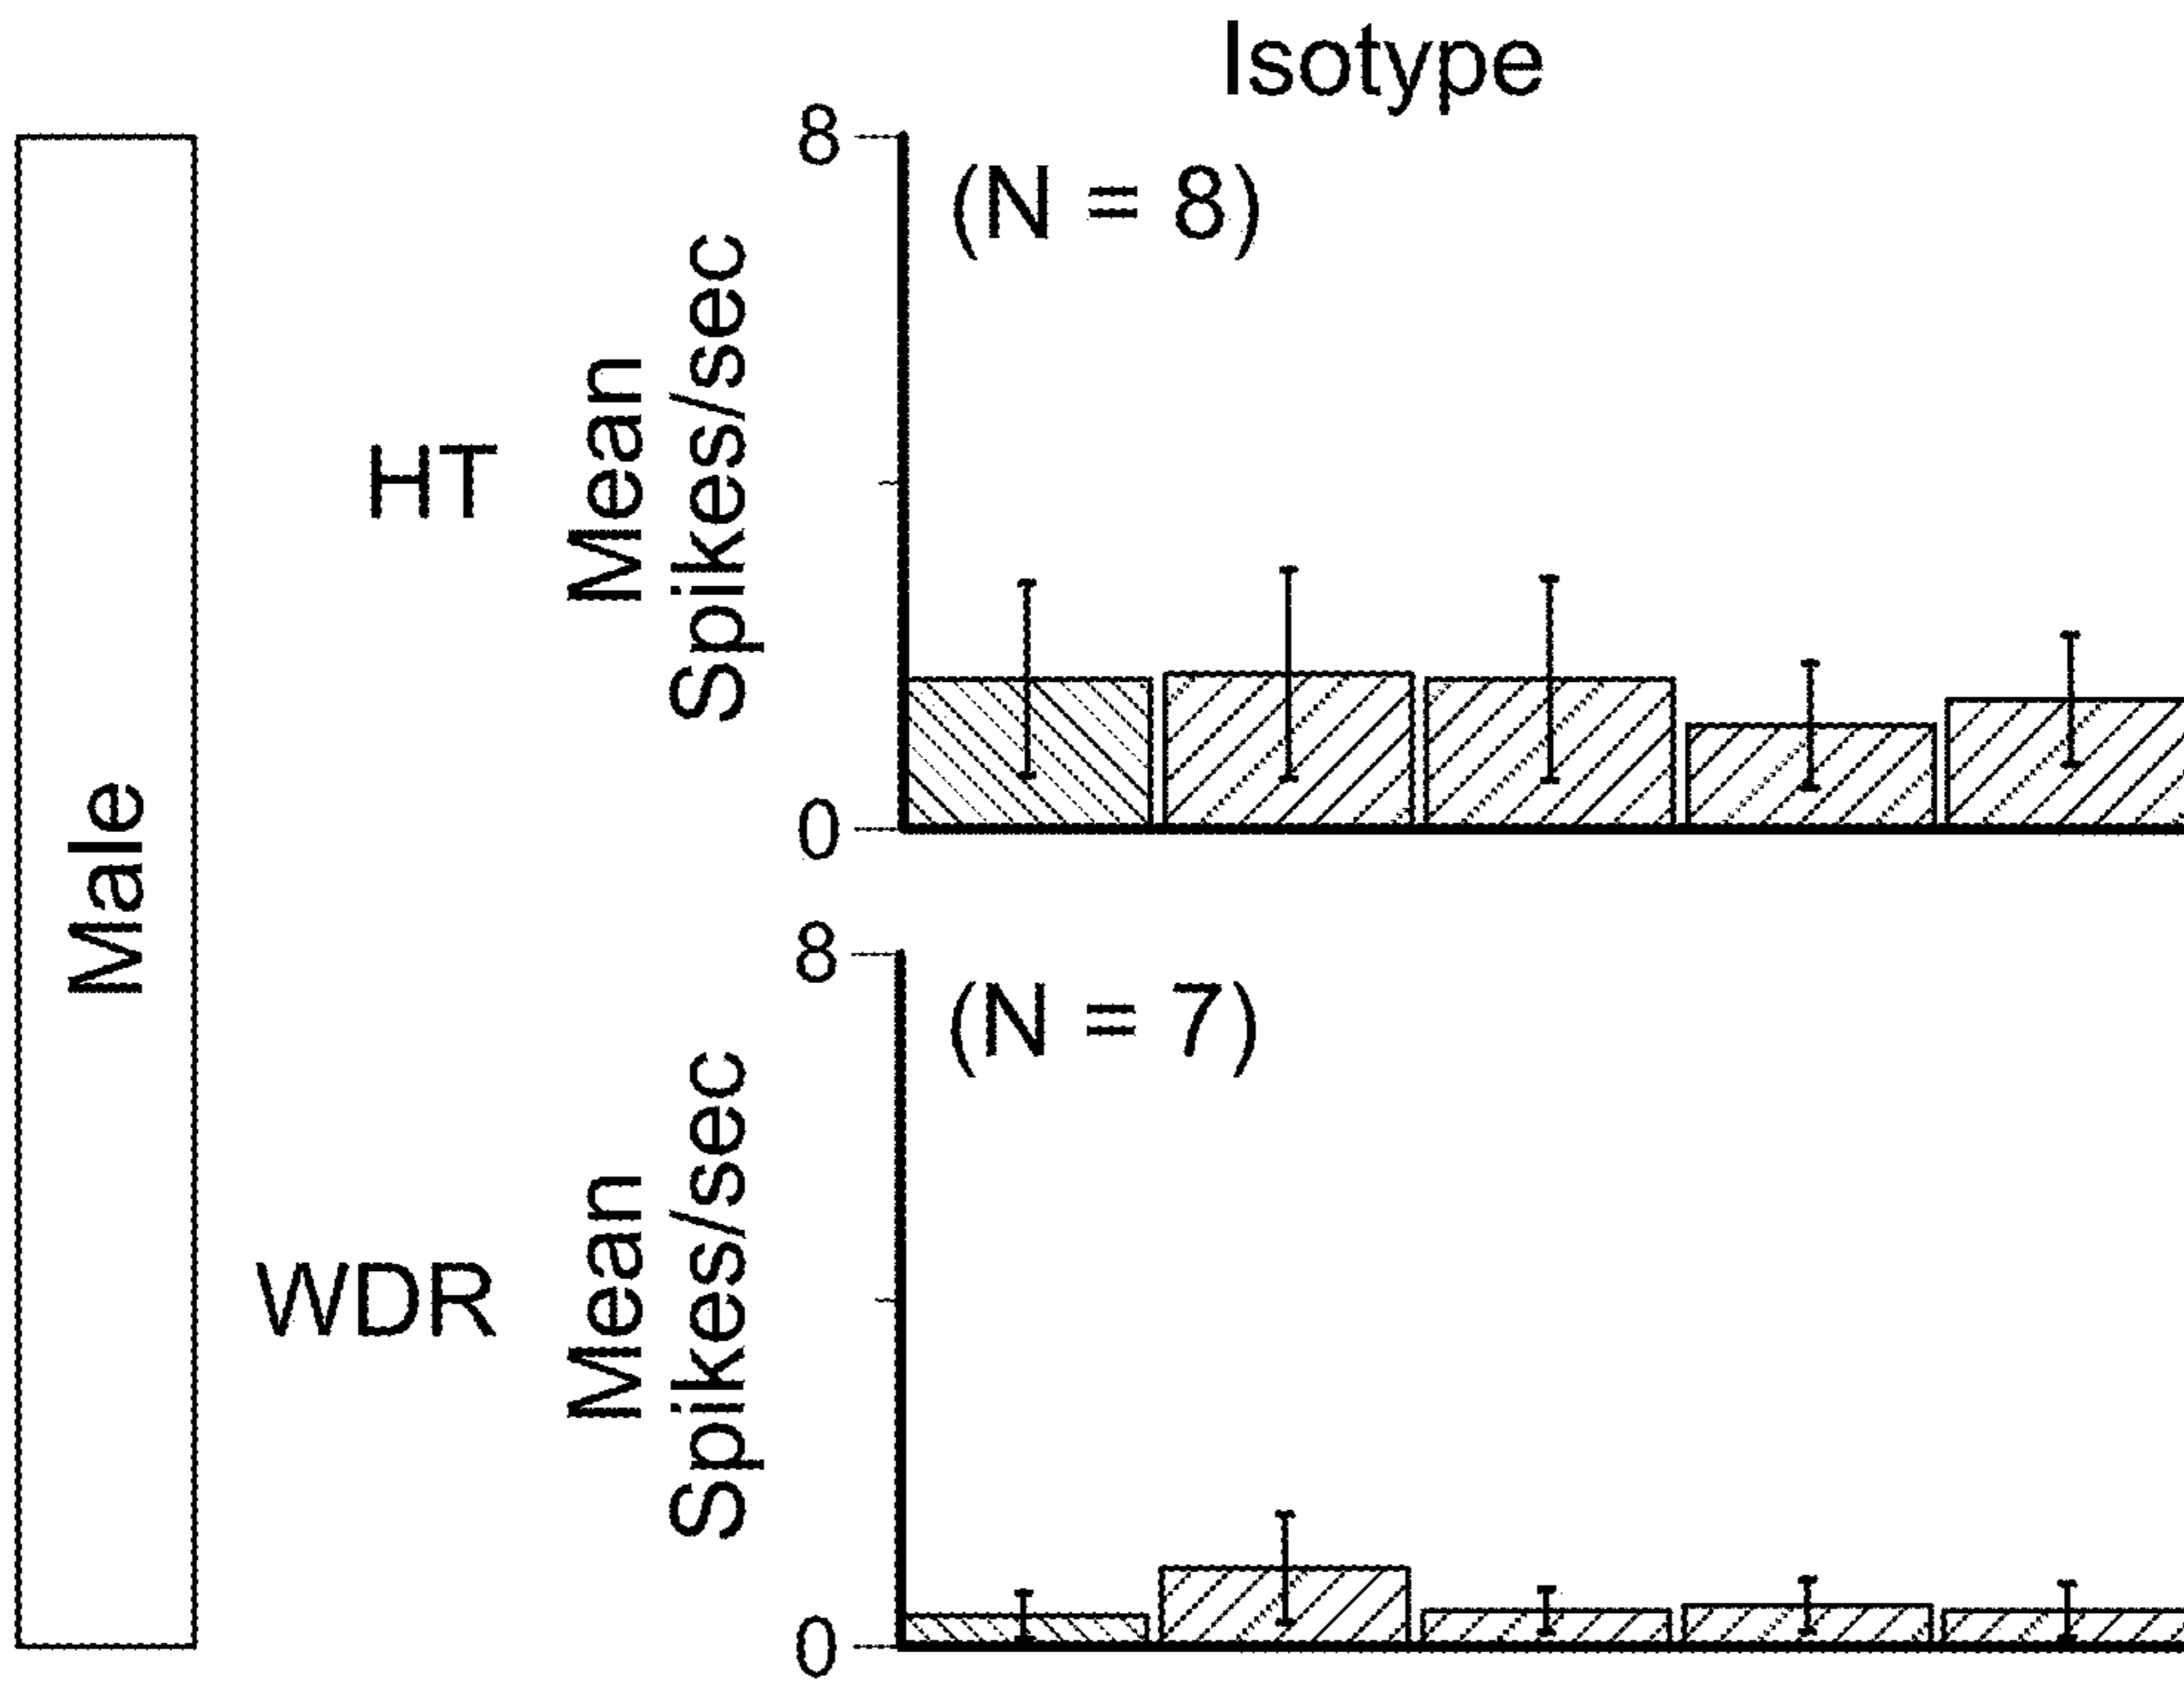 Isotype
Male
HT
Mean
Spikes/sec
8
(N = 8)
0
WDR
Mean
Spikes/sec
8
(N = 7)
0